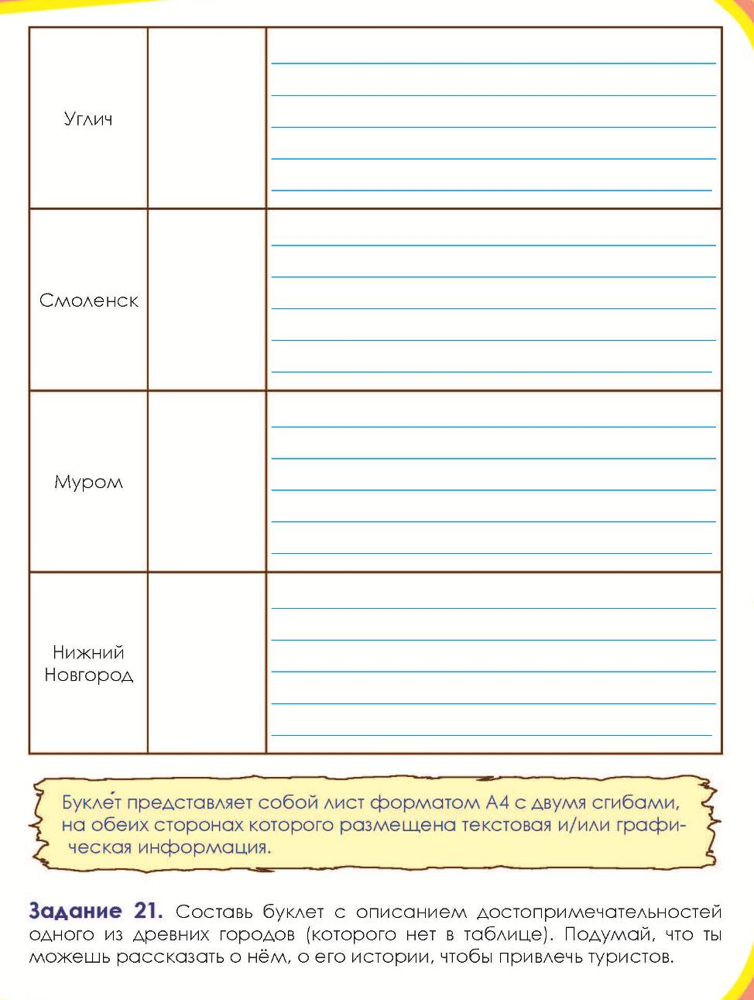 Углич
Смоленск
Муром
Нижний
Новгород
Букле́т представляет собой лист форматом А4 с двумя сгибами,
на обеих сторонах которого размещена текстовая и/или графи-
ческая информация.
Задание 21. Составь буклет с описанием достопримечательностей
одного из древних городов (которого нет в таблице). Подумай, что ты
можешь рассказать о нём, о его истории, чтобы привлечь туристов.